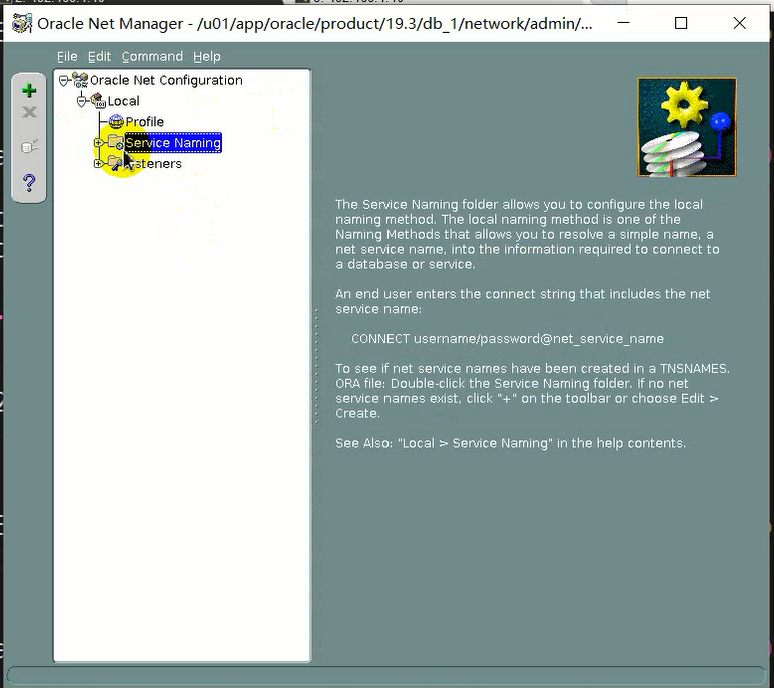 Oracle Net Manager - /u01/app/oracle/product/19.3/db_1/network/admin/...
File Edit Command Help
Oracle Net Configuration
Local
Profile
Service Naming
Listeners
The Service Naming folder allows you to configure the local
naming method. The local naming method is one of the
Naming Methods that allows you to resolve a simple name, a
net service name, into the information required to connect to
a database or service.
An end user enters the connect string that includes the net
service name:
CONNECT username/password@net_service_name
To see if net service names have been created in a TNSNAMES.
ORA file: Double-click the Service Naming folder. If no net
service names exist, click "+" on the toolbar or choose Edit >
Create.
See Also: "Local > Service Naming" in the help contents.